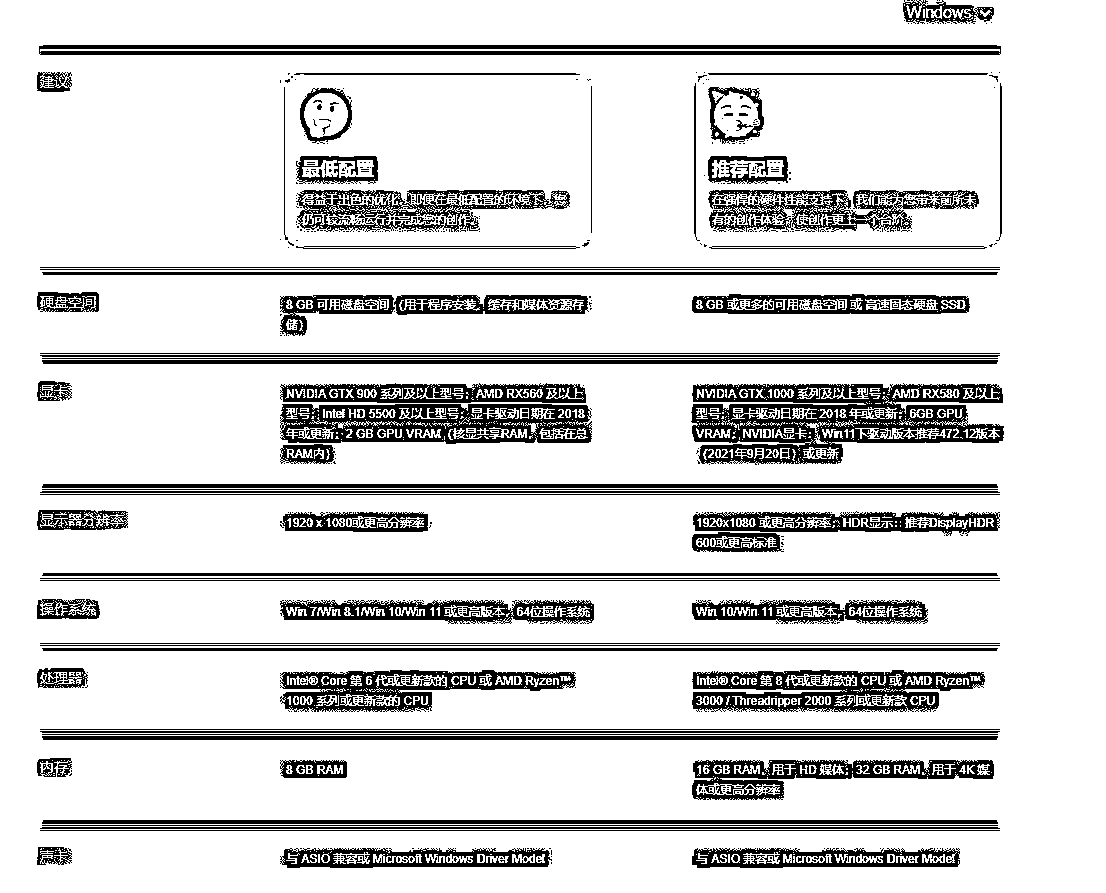 Windows
建议
最低配置
得益于出色的优化，即便在最低配置的环境下，您
仍可较流畅运行并完成您的创作。
推荐配置
在强悍的硬件性能支持下，我们能为您带来前所未
有的创作体验，使创作更上一个台阶。
硬盘空间
8 GB 可用磁盘空间（用于程序安装、缓存和媒体资源存
储）
8 GB 或更多的可用磁盘空间 或 高速固态硬盘 SSD
显卡
NVIDIA GTX 900 系列及以上型号；AMD RX560 及以上
型号；Intel HD 5500 及以上型号；显卡驱动日期在 2018
年或更新；2 GB GPU VRAM（核显共享RAM，包括在总
RAM内）
NVIDIA GTX 1000 系列及以上型号；AMD RX580 及以上
型号；显卡驱动日期在 2018 年或更新；6GB GPU
VRAM；NVIDIA显卡：Win11下驱动版本推荐472.12版本
（2021年9月20日）或更新
显示器分辨率
1920 x 1080或更高分辨率
1920x1080 或更高分辨率；HDR显示：推荐DisplayHDR
600或更高标准
操作系统
Win 7/Win 8.1/Win 10/Win 11 或更高版本，64位操作系统
Win 10/Win 11 或更高版本，64位操作系统
处理器
Intel® Core 第 6 代或更新款的 CPU 或 AMD Ryzen™
1000 系列或更新款的 CPU
Intel® Core 第 8 代或更新款的 CPU 或 AMD Ryzen™
3000 / Threadripper 2000 系列或更新款 CPU
内存
8 GB RAM
16 GB RAM，用于 HD 媒体；32 GB RAM，用于 4K 媒
体或更高分辨率
声卡
与 ASIO 兼容或 Microsoft Windows Driver Model
与 ASIO 兼容或 Microsoft Windows Driver Model